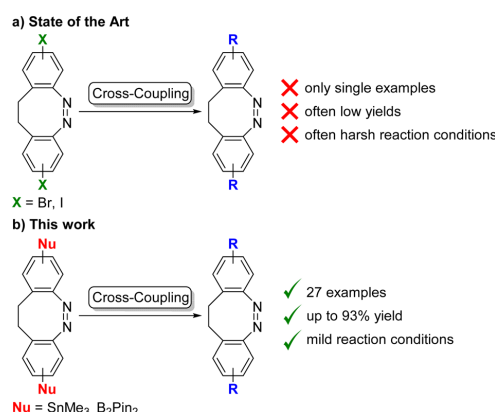 a) State of the Art
X
R
Cross-Coupling
N
N
N
N
only single examples
often low yields
often harsh reaction conditions
X
R
X = Br, I
b) This work
Nu
R
Cross-Coupling
N
N
N
N
27 examples
up to 93% yield
mild reaction conditions
Nu
R
Nu = SnMe3, B2Pin2